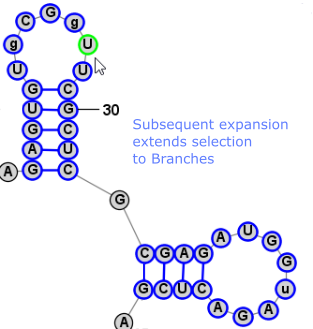 G
C g
g U
U U
G C
U G 30
G C
A U
A G C
Subsequent expansion
extends selection
to Branches
G
A U G
C G A G G
G C U C u
A G A
A